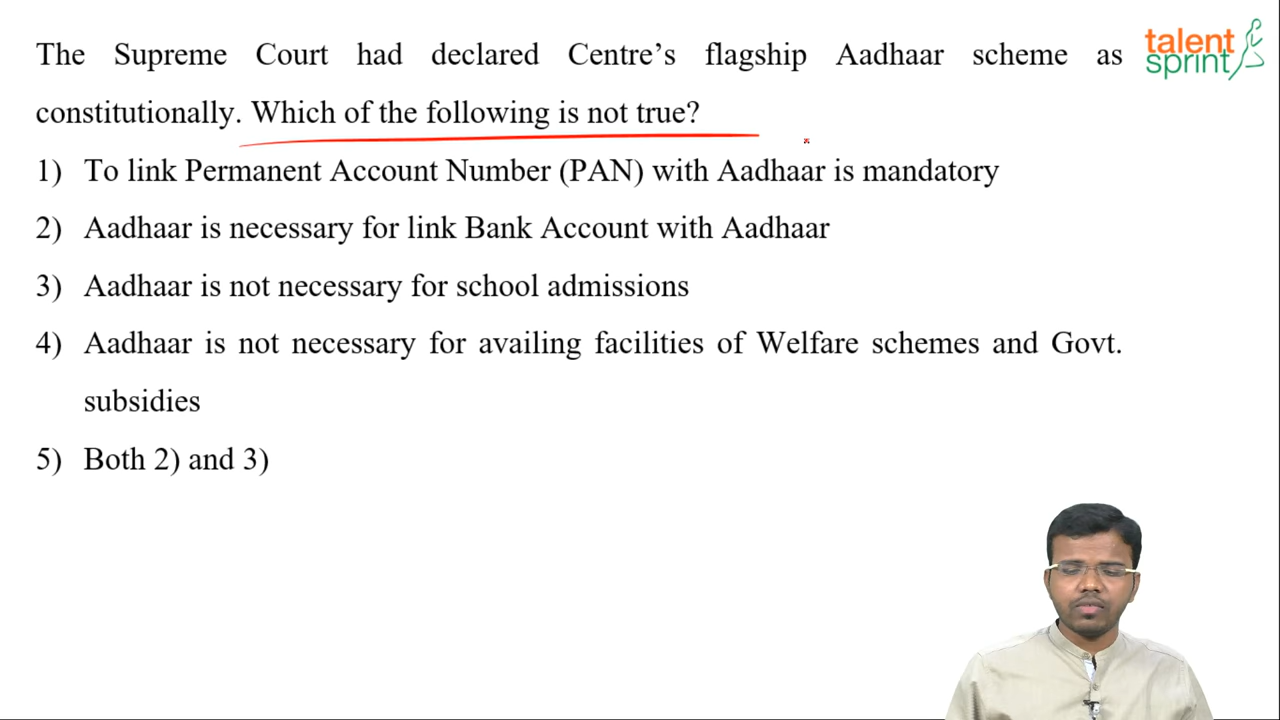 talent
sprint
The Supreme Court had declared Centre’s flagship Aadhaar scheme as
constitutionally. Which of the following is not true?
1) To link Permanent Account Number (PAN) with Aadhaar is mandatory
2) Aadhaar is necessary for link Bank Account with Aadhaar
3) Aadhaar is not necessary for school admissions
4) Aadhaar is not necessary for availing facilities of Welfare schemes and Govt.
subsidies
5) Both 2) and 3)